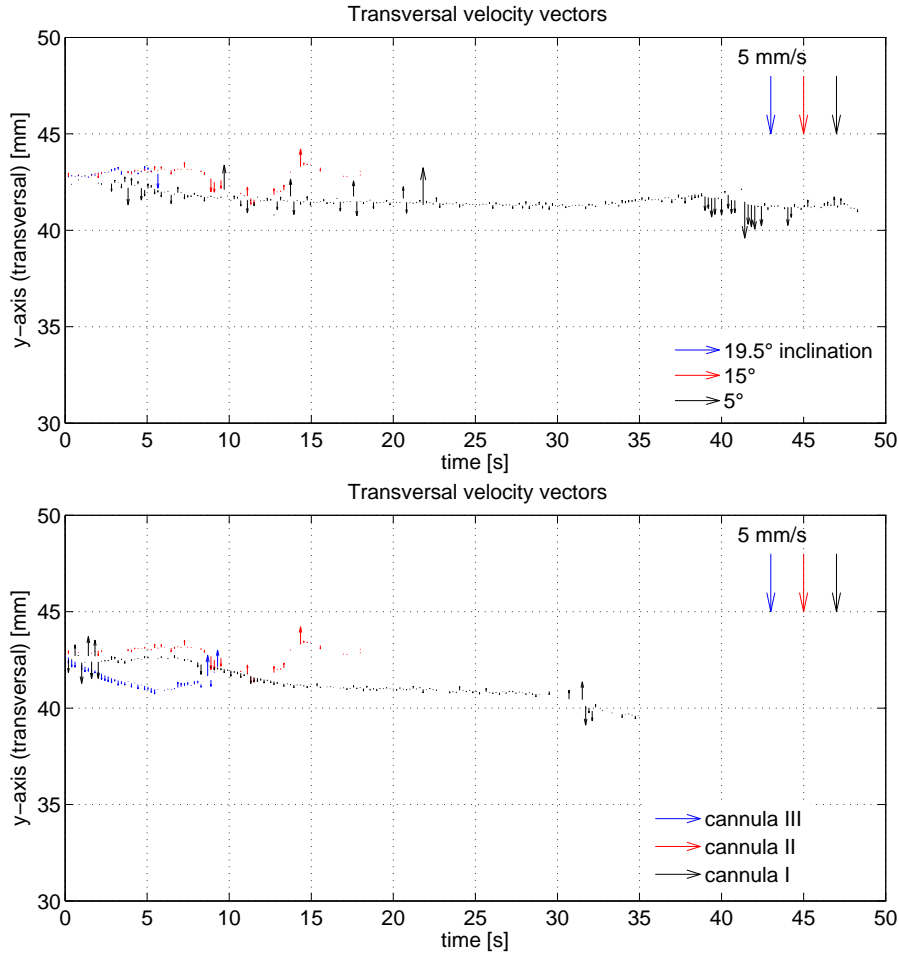 Transversal velocity vectors
50
45
40
35
30
y−axis (transversal) [mm]
5 mm/s
19.5° inclination
15°
5°
0 5 10 15 20 25 30 35 40 45 50
time [s]
Transversal velocity vectors
50
45
40
35
30
y−axis (transversal) [mm]
5 mm/s
cannula III
cannula II
cannula I
0 5 10 15 20 25 30 35 40 45 50
time [s]